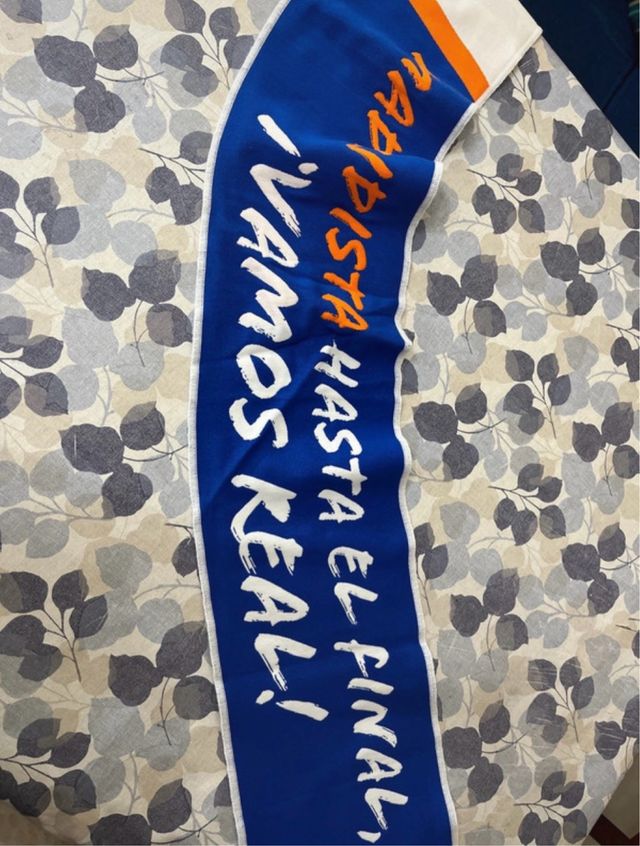 MADRIDISTA HASTA EL FINAL,
¡VAMOS REAL!